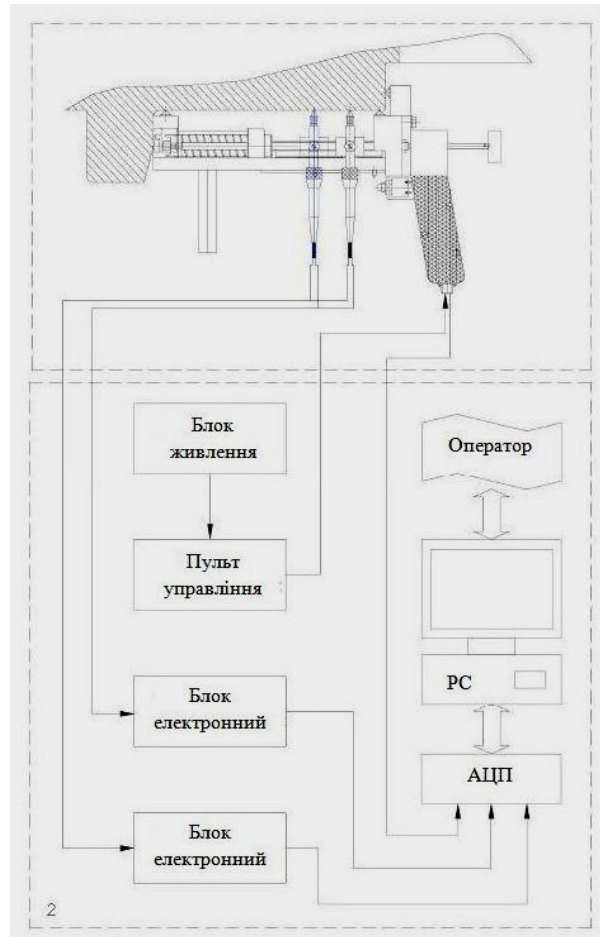 Блок
живлення
Оператор
Пульт
управління
PC
Блок
електронний
АЦП
Блок
електронний
2